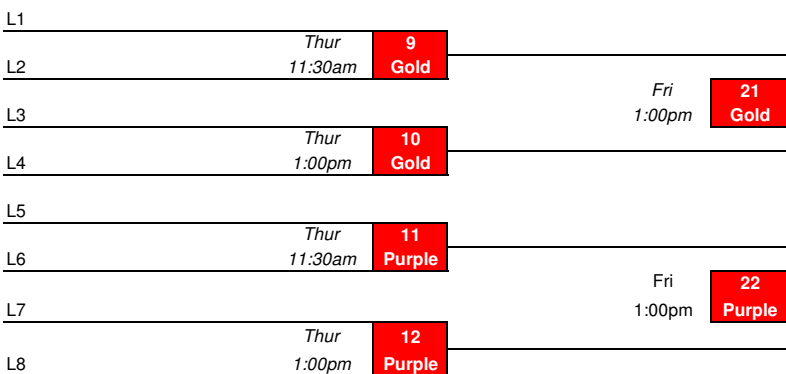 L1
Thur 9
L2 11:30am Gold
Fri 21
L3 1:00pm Gold
Thur 10
L4 1:00pm Gold
L5
Thur 11
L6 11:30am Purple
Fri 22
L7 1:00pm Purple
Thur 12
L8 1:00pm Purple